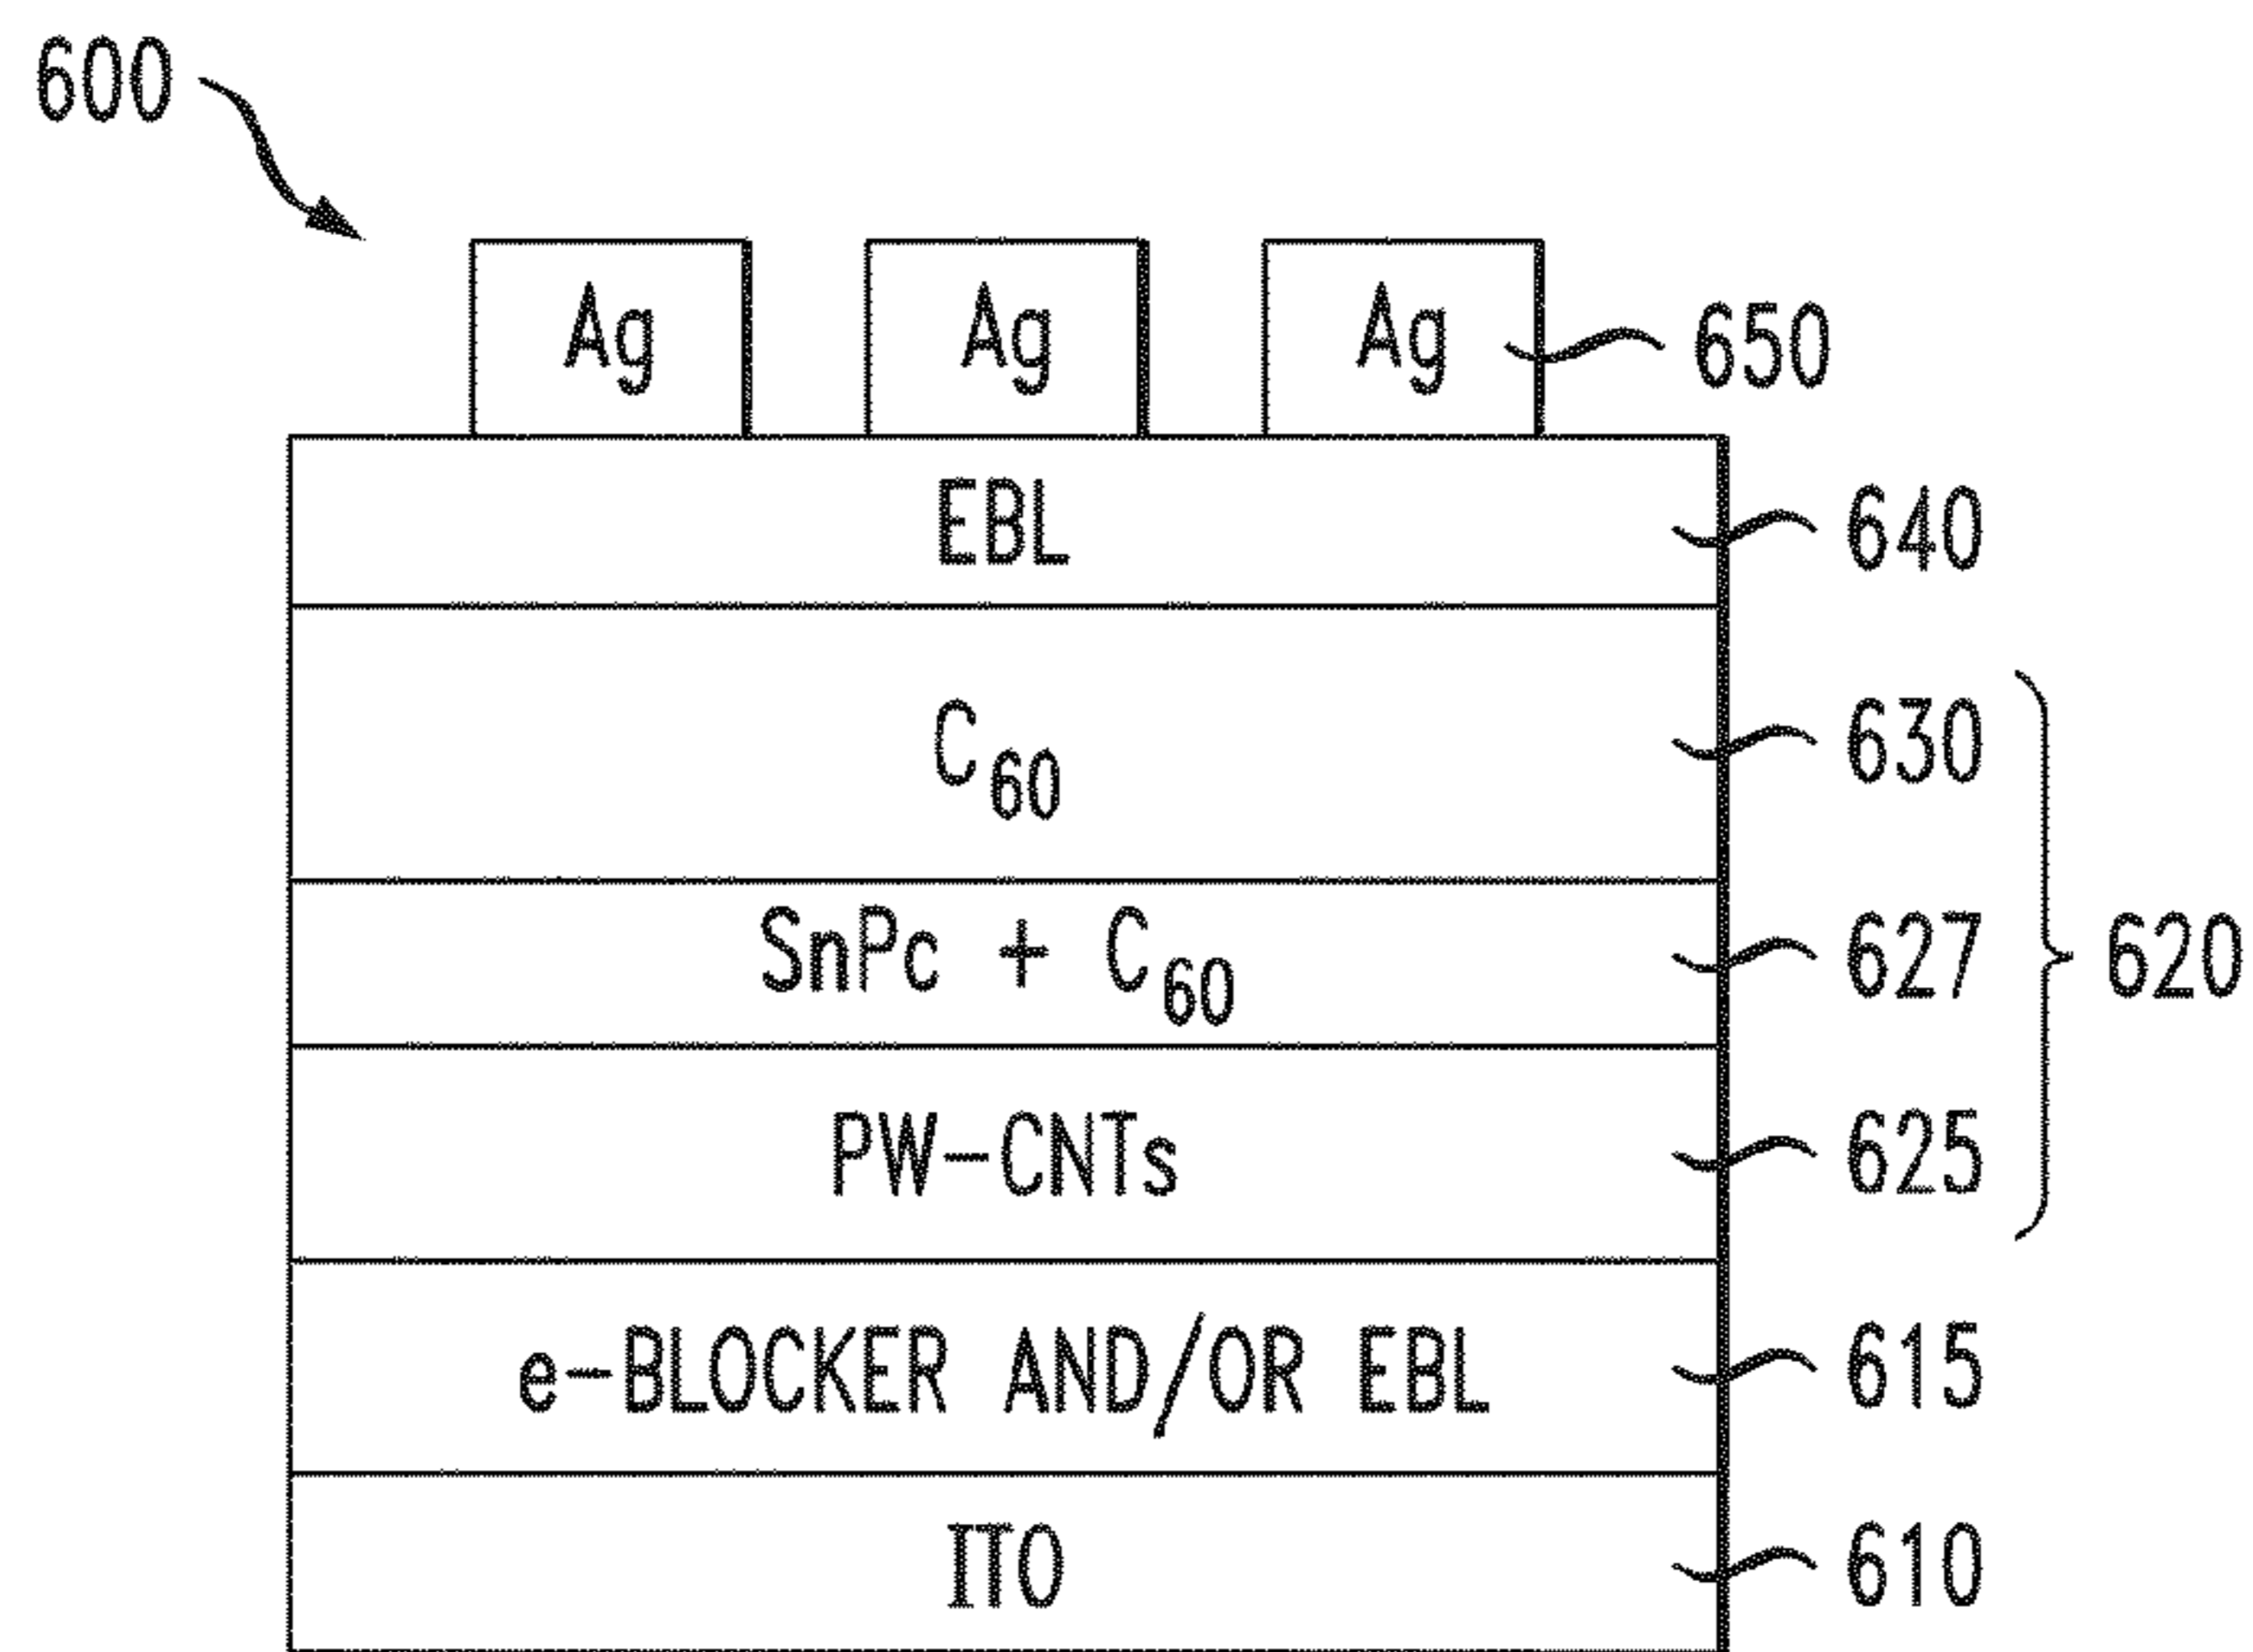 600
Ag Ag Ag 650
EBL 640
C₆₀ 630
SnPc + C₆₀ 627 620
PW-CNTs 625
e-BLOCKER AND/OR EBL 615
ITO 610